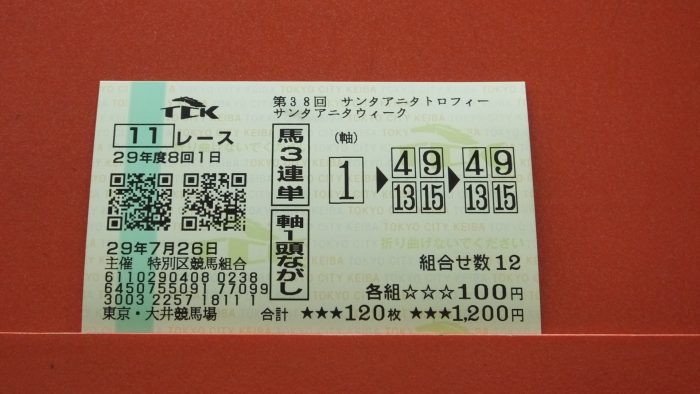 TCK
第38回 サンタアニタトロフィー
サンタアニタウィーク
11レース
29年度8回1日
馬3連単
軸1頭ながし
(軸)
1 ▶ 4 9 13 15 ▶ 4 9 13 15
29年7月26日
主催 特別区競馬組合
6110290408 0238
6450755091 77099
3003 2257 1811 1
東京・大井競馬場
折り曲げないでください
組合せ数12
各組☆☆☆100円
合計 ★★★120枚 ★★★1,200円
TOKYO CITY KEIBA